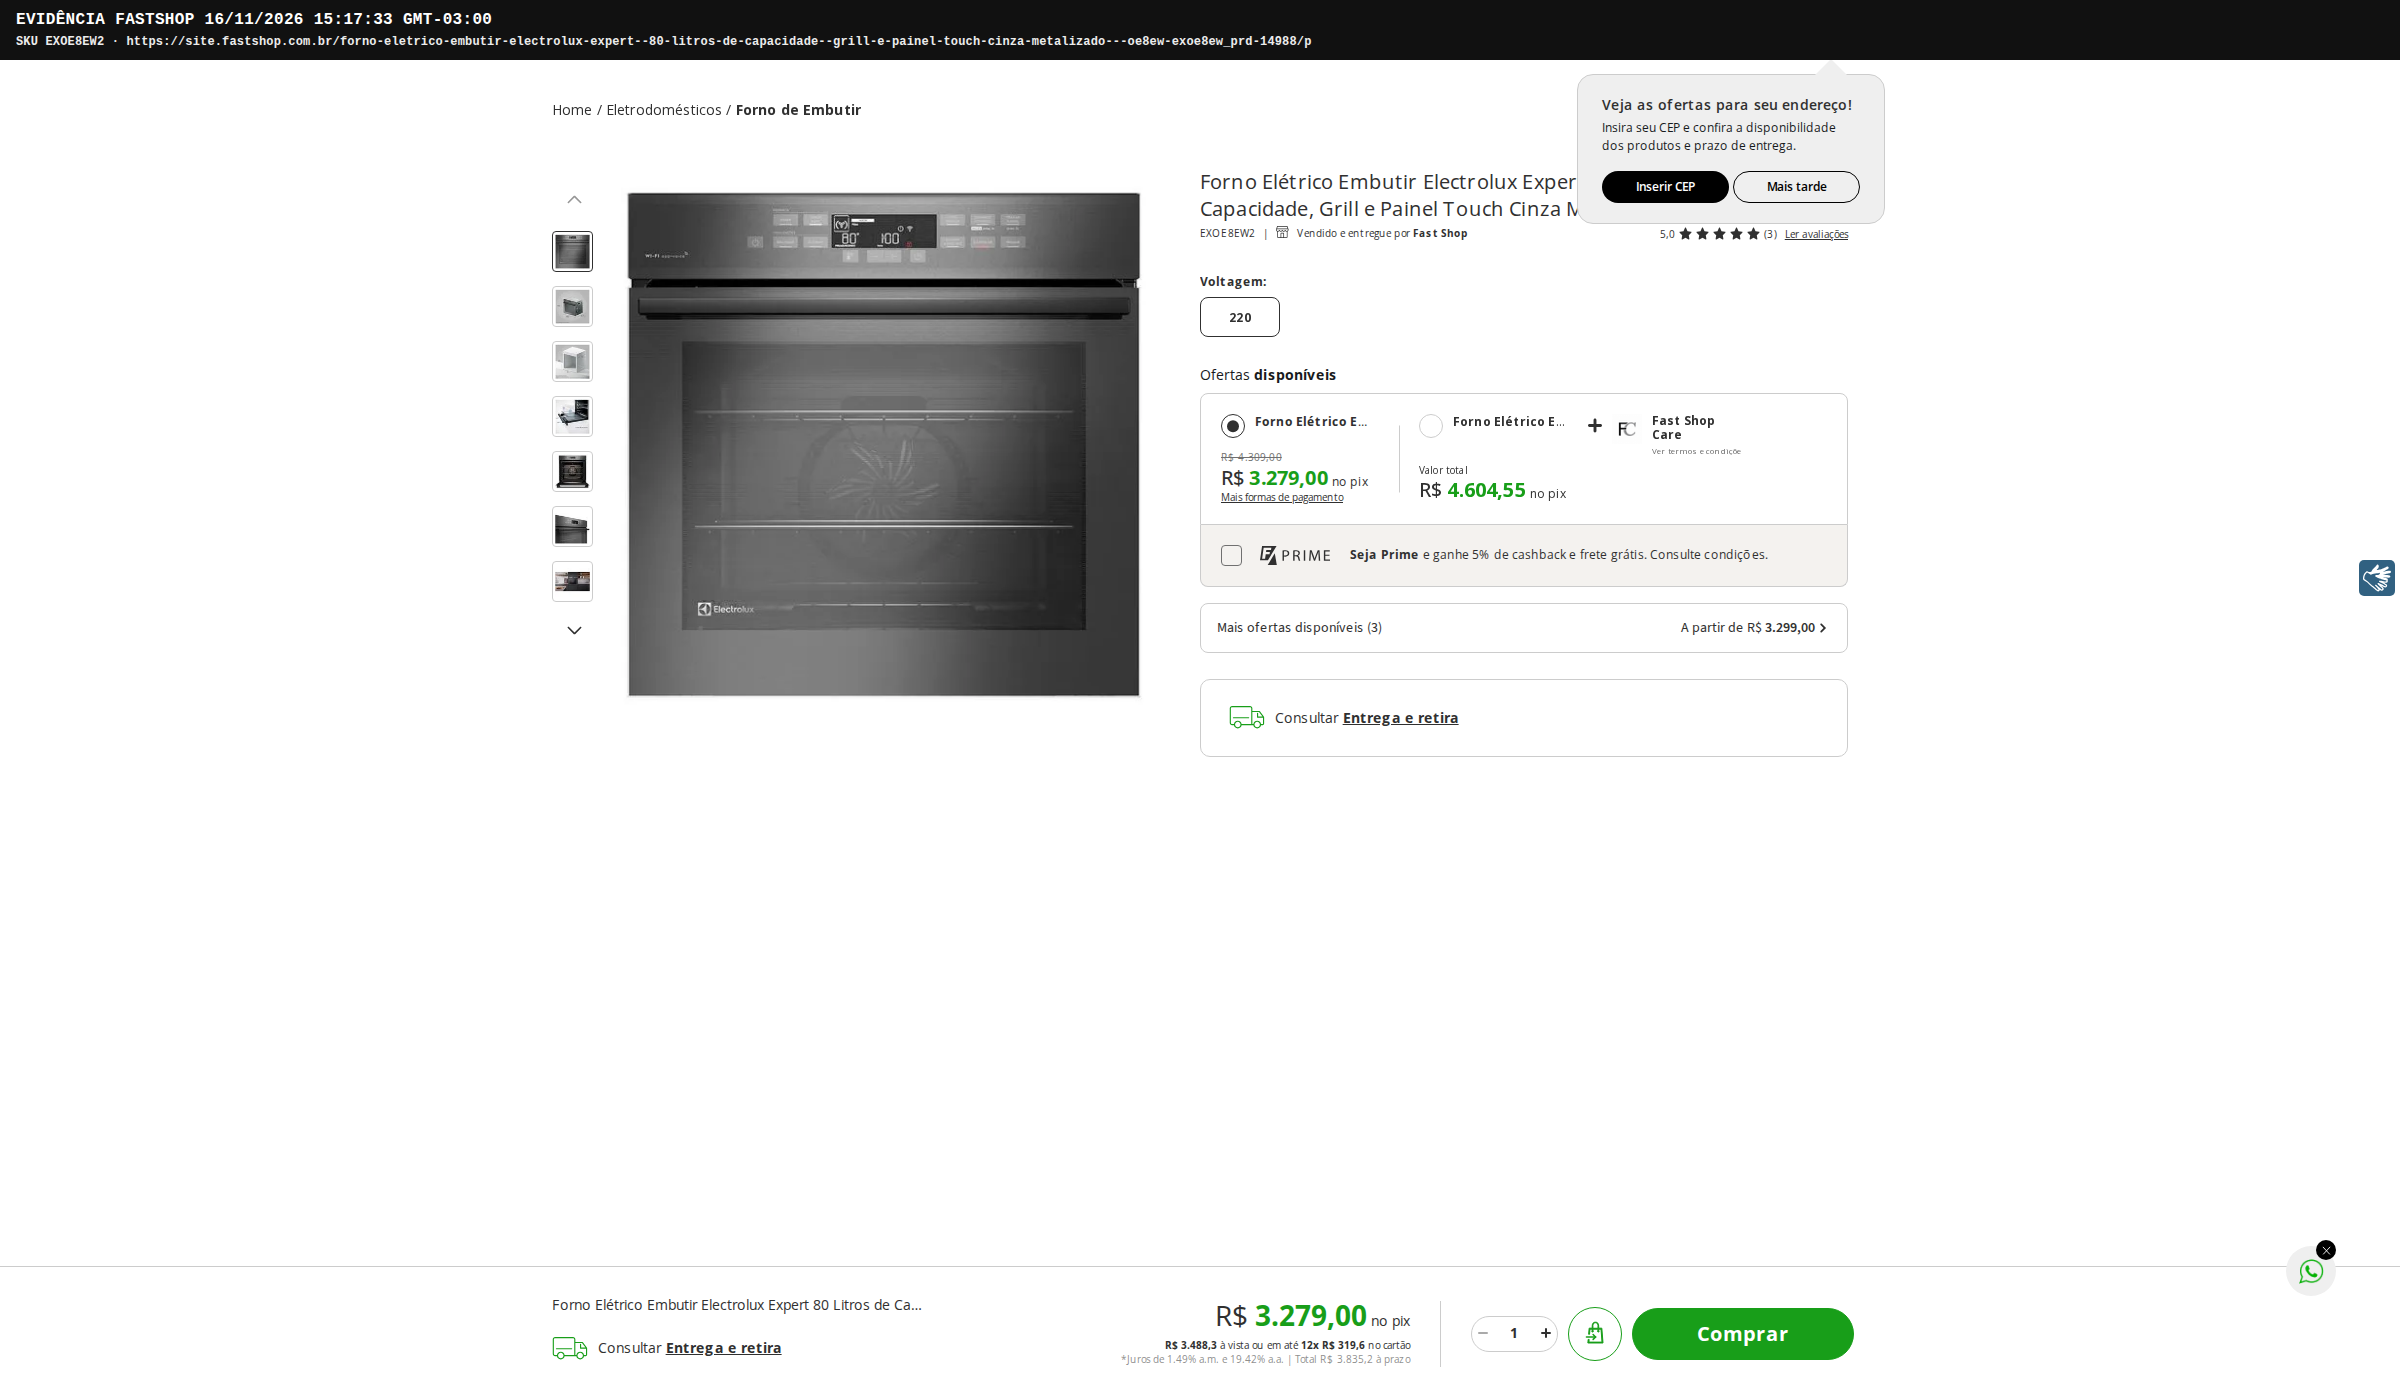 EVIDÊNCIA FASTSHOP 16/11/2026 15:17:33 GMT-03:00
SKU EXOE8EW2 · https://site.fastshop.com.br/forno-eletrico-embutir-electrolux-expert--80-litros-de-capacidade--grill-e-painel-touch-cinza-metalizado---oe8ew-exoe8ew_prd-14988/p
Veja as ofertas para seu endereço!
Insira seu CEP e confira a disponibilidade
dos produtos e prazo de entrega.
Inserir CEP
Mais tarde
Home / Eletrodomésticos / Forno de Embutir
Forno Elétrico Embutir Electrolux Exper
Capacidade, Grill e Painel Touch Cinza M
EXOE8EW2 | Vendido e entregue por Fast Shop
5,0 (3) Ler avaliações
80° 100
WI-FI
Electrolux
Voltagem:
220
Ofertas disponíveis
Forno Elétrico E...
R$ 4.309,00
R$ 3.279,00 no pix
Mais formas de pagamento
Forno Elétrico E...
+ FC Fast Shop
Care
Ver termos e condiçõe
Valor total
R$ 4.604,55 no pix
PRIME Seja Prime e ganhe 5% de cashback e frete grátis. Consulte condições.
Mais ofertas disponíveis (3)
A partir de R$ 3.299,00
Consultar Entrega e retira
Forno Elétrico Embutir Electrolux Expert 80 Litros de Ca...
Consultar Entrega e retira
R$ 3.279,00 no pix
R$ 3.488,3 à vista ou em até 12x R$ 319,6 no cartão
*Juros de 1.49% a.m. e 19.42% a.a. | Total R$ 3.835,2 à prazo
− 1 +
Comprar